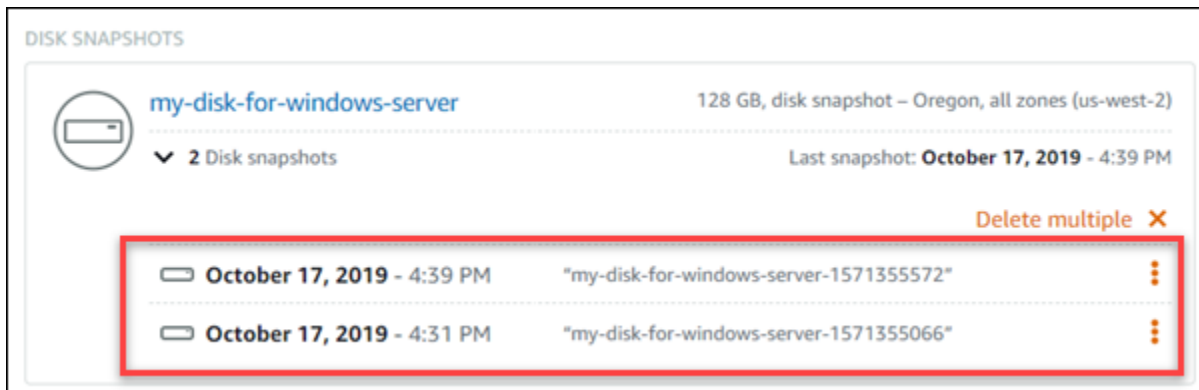 DISK SNAPSHOTS
my-disk-for-windows-server
128 GB, disk snapshot – Oregon, all zones (us-west-2)
2 Disk snapshots
Last snapshot: October 17, 2019 - 4:39 PM
Delete multiple
October 17, 2019 - 4:39 PM "my-disk-for-windows-server-1571355572"
October 17, 2019 - 4:31 PM "my-disk-for-windows-server-1571355066"